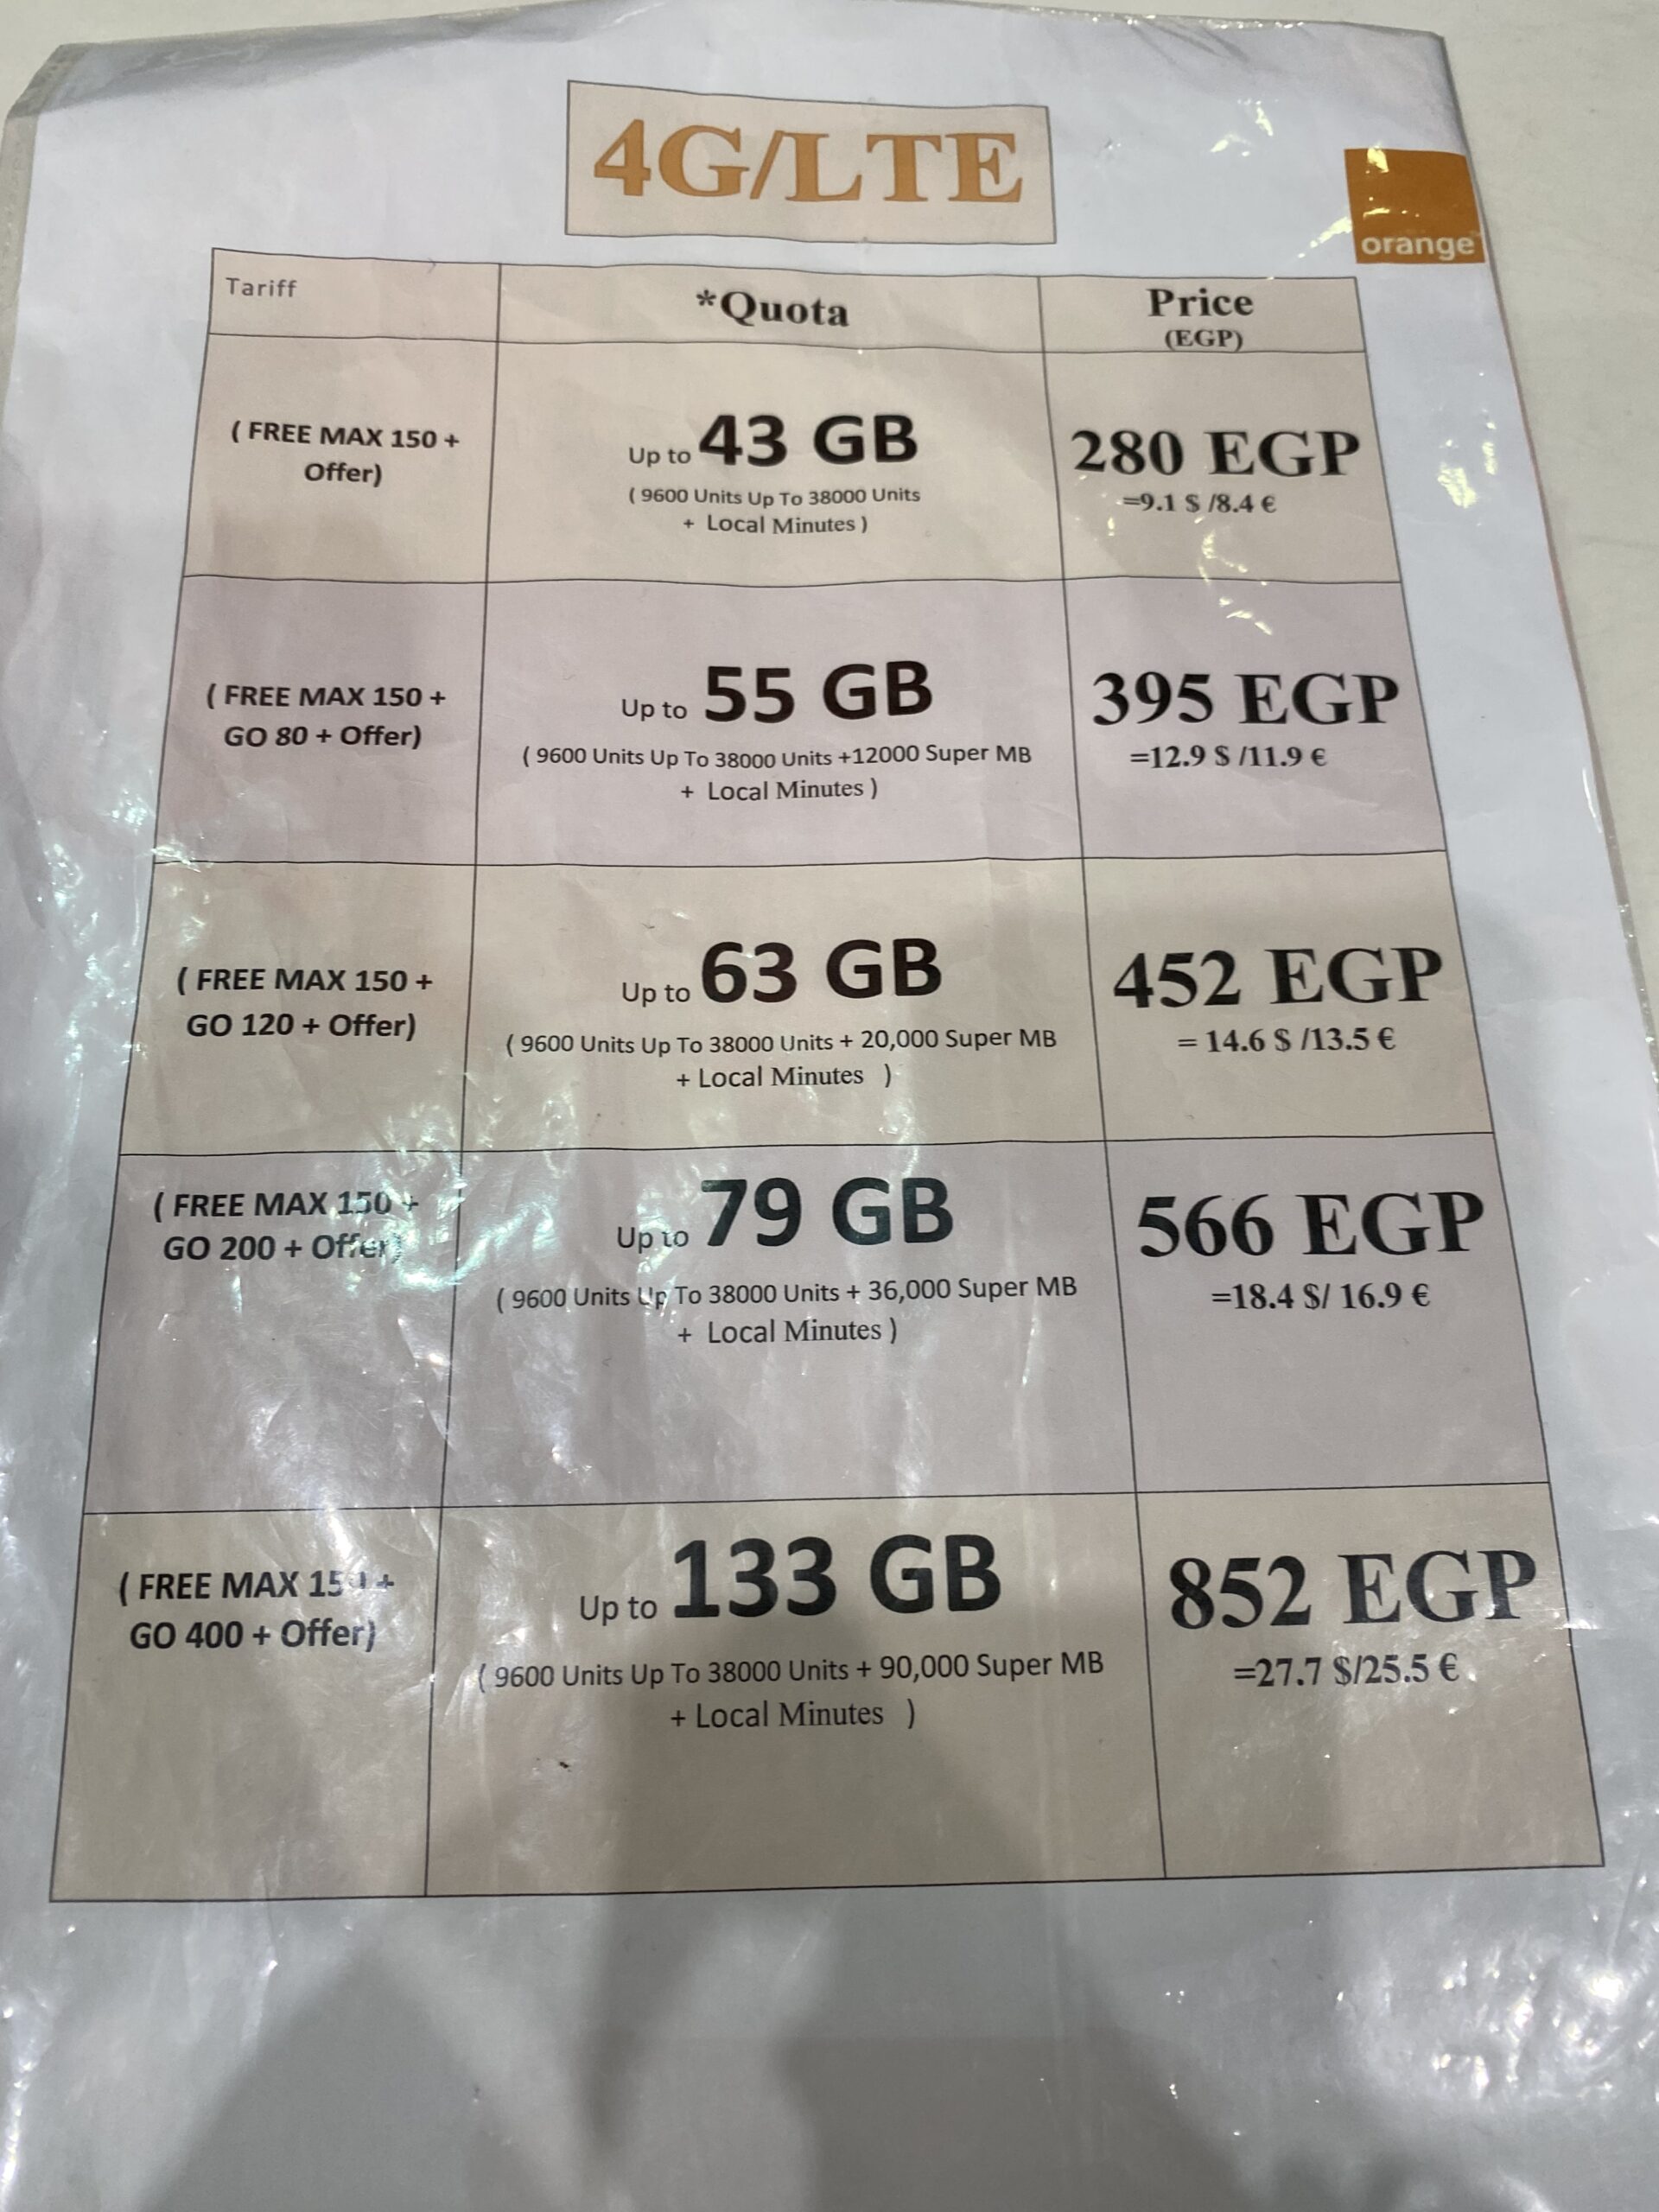 4G/LTE
orange
Tariff
*Quota
Price
(EGP)
( FREE MAX 150 +
Offer)
Up to 43 GB
( 9600 Units Up To 38000 Units
+ Local Minutes )
280 EGP
=9.1 $ /8.4 €
( FREE MAX 150 +
GO 80 + Offer)
Up to 55 GB
( 9600 Units Up To 38000 Units +12000 Super MB
+ Local Minutes )
395 EGP
=12.9 $ /11.9 €
( FREE MAX 150 +
GO 120 + Offer)
Up to 63 GB
( 9600 Units Up To 38000 Units + 20,000 Super MB
+ Local Minutes )
452 EGP
= 14.6 $ /13.5 €
( FREE MAX 150 +
GO 200 + Offer)
Up to 79 GB
( 9600 Units Up To 38000 Units + 36,000 Super MB
+ Local Minutes )
566 EGP
=18.4 $/ 16.9 €
( FREE MAX 150 +
GO 400 + Offer)
Up to 133 GB
( 9600 Units Up To 38000 Units + 90,000 Super MB
+ Local Minutes )
852 EGP
=27.7 $/25.5 €